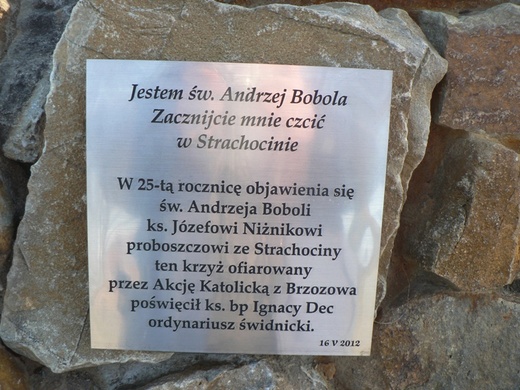 Jestem św. Andrzej Bobola
Zacznijcie mnie czcić
w Strachocinie
W 25-tą rocznicę objawienia się
św. Andrzeja Boboli
ks. Józefowi Niżnikowi
proboszczowi ze Strachociny
ten krzyż ofiarowany
przez Akcję Katolicką z Brzozowa
poświęcił ks. bp Ignacy Dec
ordynariusz świdnicki.
16 V 2012